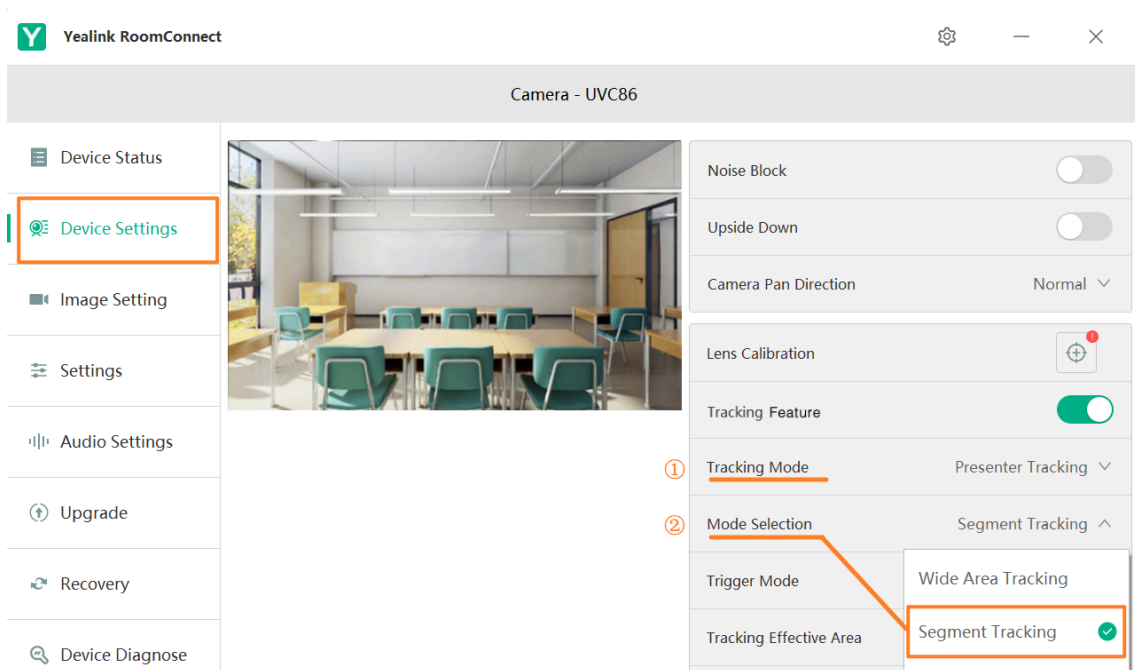 Yealink RoomConnect
Camera - UVC86
Device Status
Device Settings
Image Setting
Settings
Audio Settings
Upgrade
Recovery
Device Diagnose
Noise Block
Upside Down
Camera Pan Direction Normal
Lens Calibration
Tracking Feature
① Tracking Mode Presenter Tracking
② Mode Selection Segment Tracking
Trigger Mode
Wide Area Tracking
Tracking Effective Area
Segment Tracking